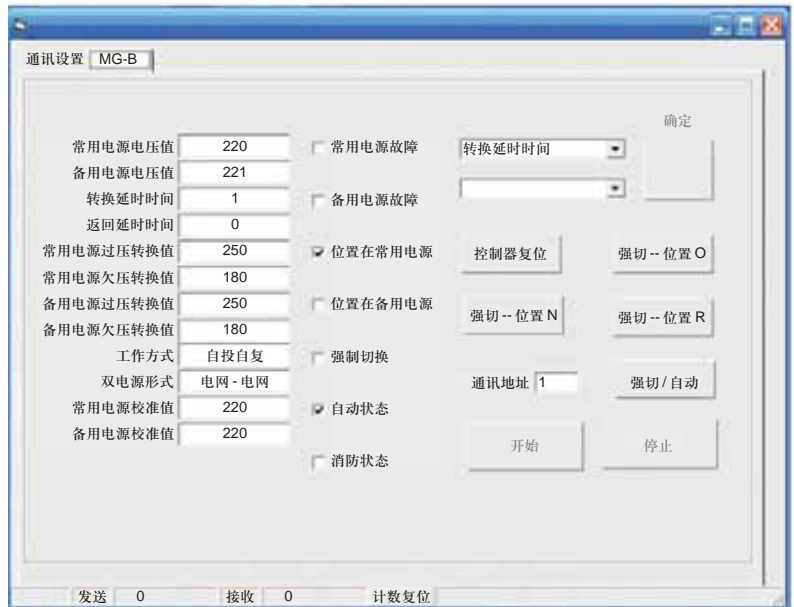 通讯设置 MG-B
确定
常用电源电压值 220 常用电源故障 转换延时时间
备用电源电压值 221
转换延时时间 1 备用电源故障
返回延时时间 0
常用电源过压转换值 250 位置在常用电源 控制器复位 强切--位置O
常用电源欠压转换值 180
备用电源过压转换值 250 位置在备用电源 强切--位置N 强切--位置R
备用电源欠压转换值 180
工作方式 自投自复 强制切换
双电源形式 电网-电网 通讯地址 1 强切/自动
常用电源校准值 220 自动状态
备用电源校准值 220 开始 停止
消防状态
发送 0 接收 0 计数复位